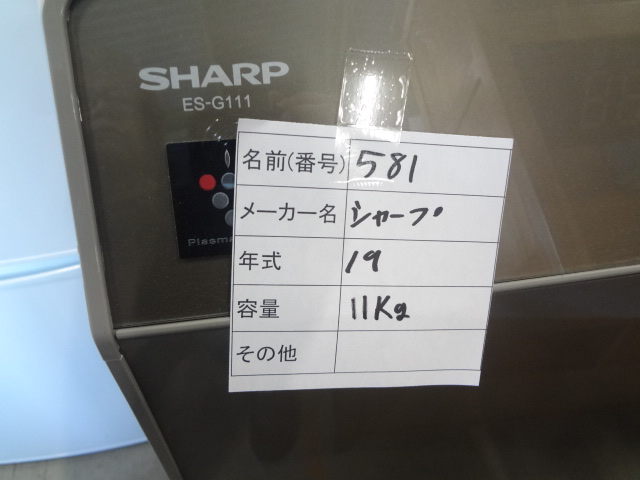 SHARP
ES-G111
名前(番号) 581
メーカー名 シャープ
年式 19
容量 11Kg
その他
Plasma